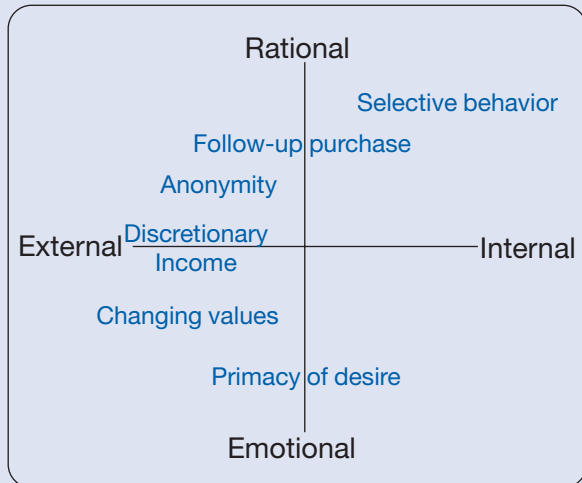 Rational
Selective behavior
Follow-up purchase
Anonymity
Discretionary
External
Internal
Income
Changing values
Primacy of desire
Emotional